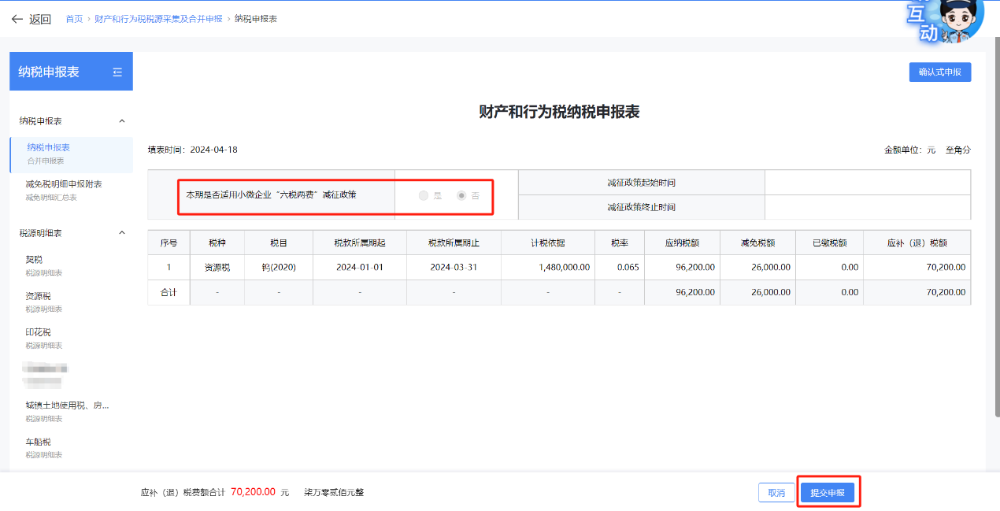 返回 首页 > 财产和行为税税源采集及合并申报 > 纳税申报表
互
动
纳税申报表
确认式申报
财产和行为税纳税申报表
纳税申报表
纳税申报表
合并申报表
减免税明细申报附表
减免税明细汇总表
税源明细表
契税
税源明细表
资源税
税源明细表
印花税
税源明细表
城镇土地使用税、房...
税源明细表
车船税
税源明细表
填表时间：2024-04-18 金额单位：元 至角分
本期是否适用小微企业“六税两费”减征政策 是 否
减征政策起始时间
减征政策终止时间
序号 税种 税目 税款所属期起 税款所属期止 计税依据 税率 应纳税额 减免税额 已缴税额 应补（退）税额
1 资源税 钨(2020) 2024-01-01 2024-03-31 1,480,000.00 0.065 96,200.00 26,000.00 0.00 70,200.00
合计 - - - - - - 96,200.00 26,000.00 0.00 70,200.00
应补（退）税费额合计 70,200.00 元 柒万零贰佰元整
取消 提交申报